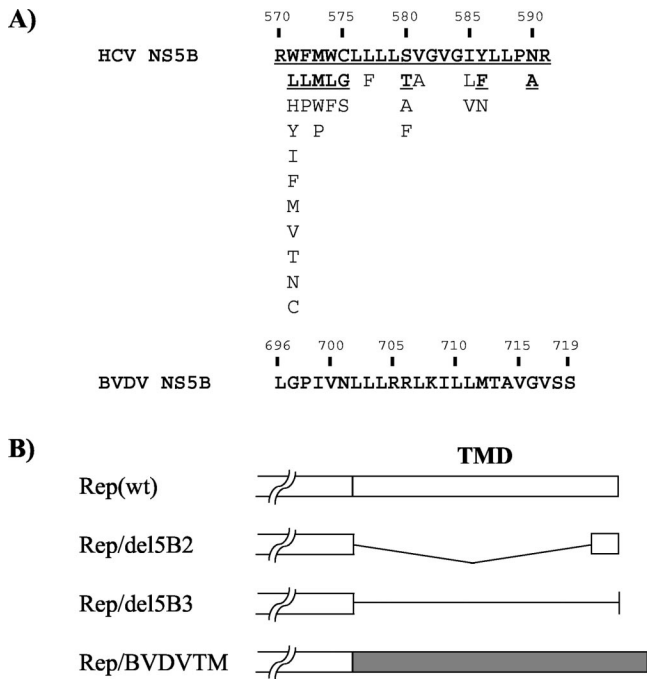 A)
570 575 580 585 590
HCV NS5B RWFMWCLLLLSVGVGIYLLPNR
LLMLG F TA LF A
HPWFS A VN
Y P F
I
F
M
V
T
N
C
696 700 705 710 715 719
BVDV NS5B LGPIVNLLLRRLKILLMTAVGVSS
B)
TMD
Rep(wt)
Rep/del5B2
Rep/del5B3
Rep/BVDVTM